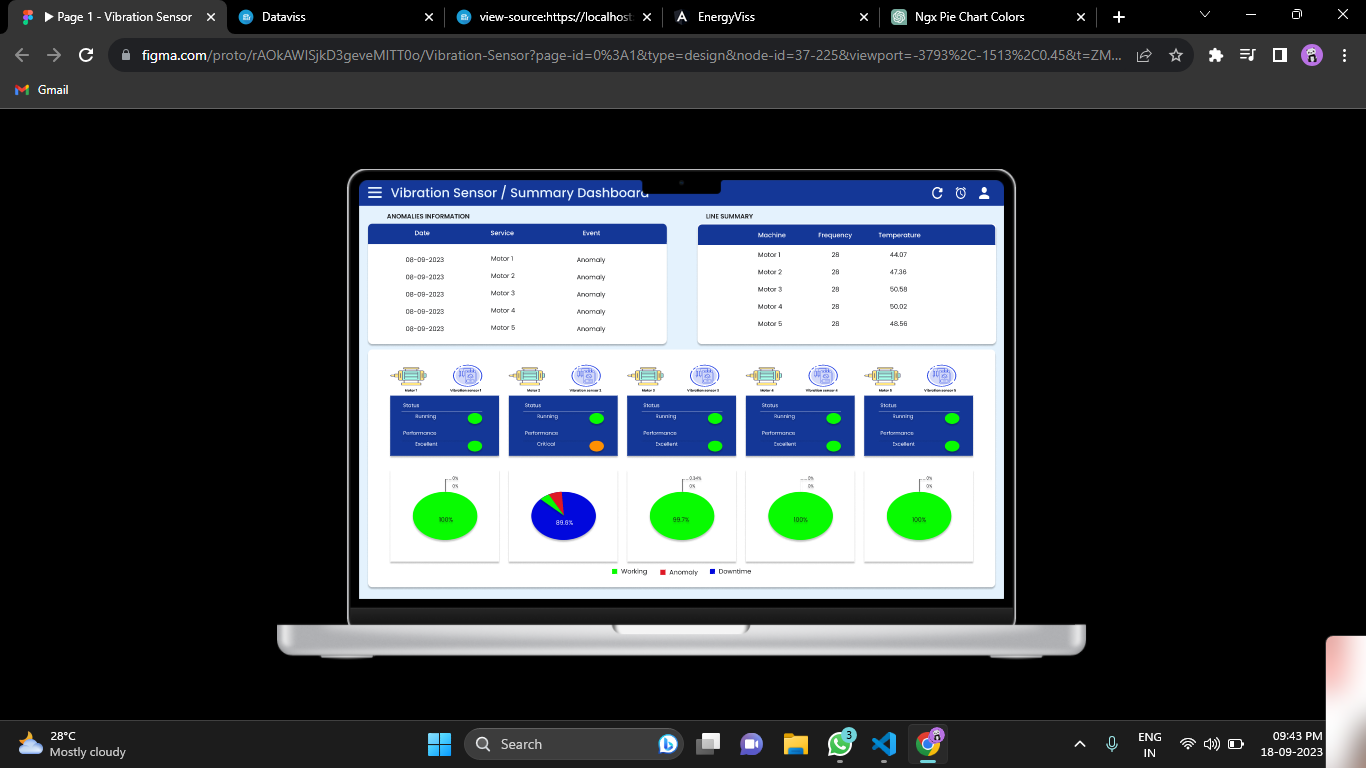 Page 1 - Vibration Sensor
Dataviss
view-source:https://localhost
EnergyViss
Ngx Pie Chart Colors
figma.com/proto/rAOkAWISjkD3geveMITT0o/Vibration-Sensor?page-id=0%3A1&type=design&node-id=37-225&viewport=-3793%2C-1513%2C0.45&t=ZM...
Gmail
Vibration Sensor / Summary Dashboard
ANOMALIES INFORMATION
Date Service Event
08-09-2023 Motor 1 Anomaly
08-09-2023 Motor 2 Anomaly
08-09-2023 Motor 3 Anomaly
08-09-2023 Motor 4 Anomaly
08-09-2023 Motor 5 Anomaly
LINE SUMMARY
Machine Frequency Temperature
Motor 1 28 44.07
Motor 2 28 47.36
Motor 3 28 50.58
Motor 4 28 50.02
Motor 5 28 48.56
Motor 1 Vibration sensor 1 Motor 2 Vibration sensor 2 Motor 3 Vibration sensor 3 Motor 4 Vibration sensor 4 Motor 5 Vibration sensor 5
Status Status Status Status Status
Running Running Running Running Running
Performance Performance Performance Performance Performance
Excellent Critical Excellent Excellent Excellent
0% 0.34% 0% 0%
0% 0% 0% 0%
100% 89.6% 99.7% 100% 100%
Working Anomaly Downtime
28°C
Mostly cloudy
Search
3
ENG
IN
09:43 PM
18-09-2023